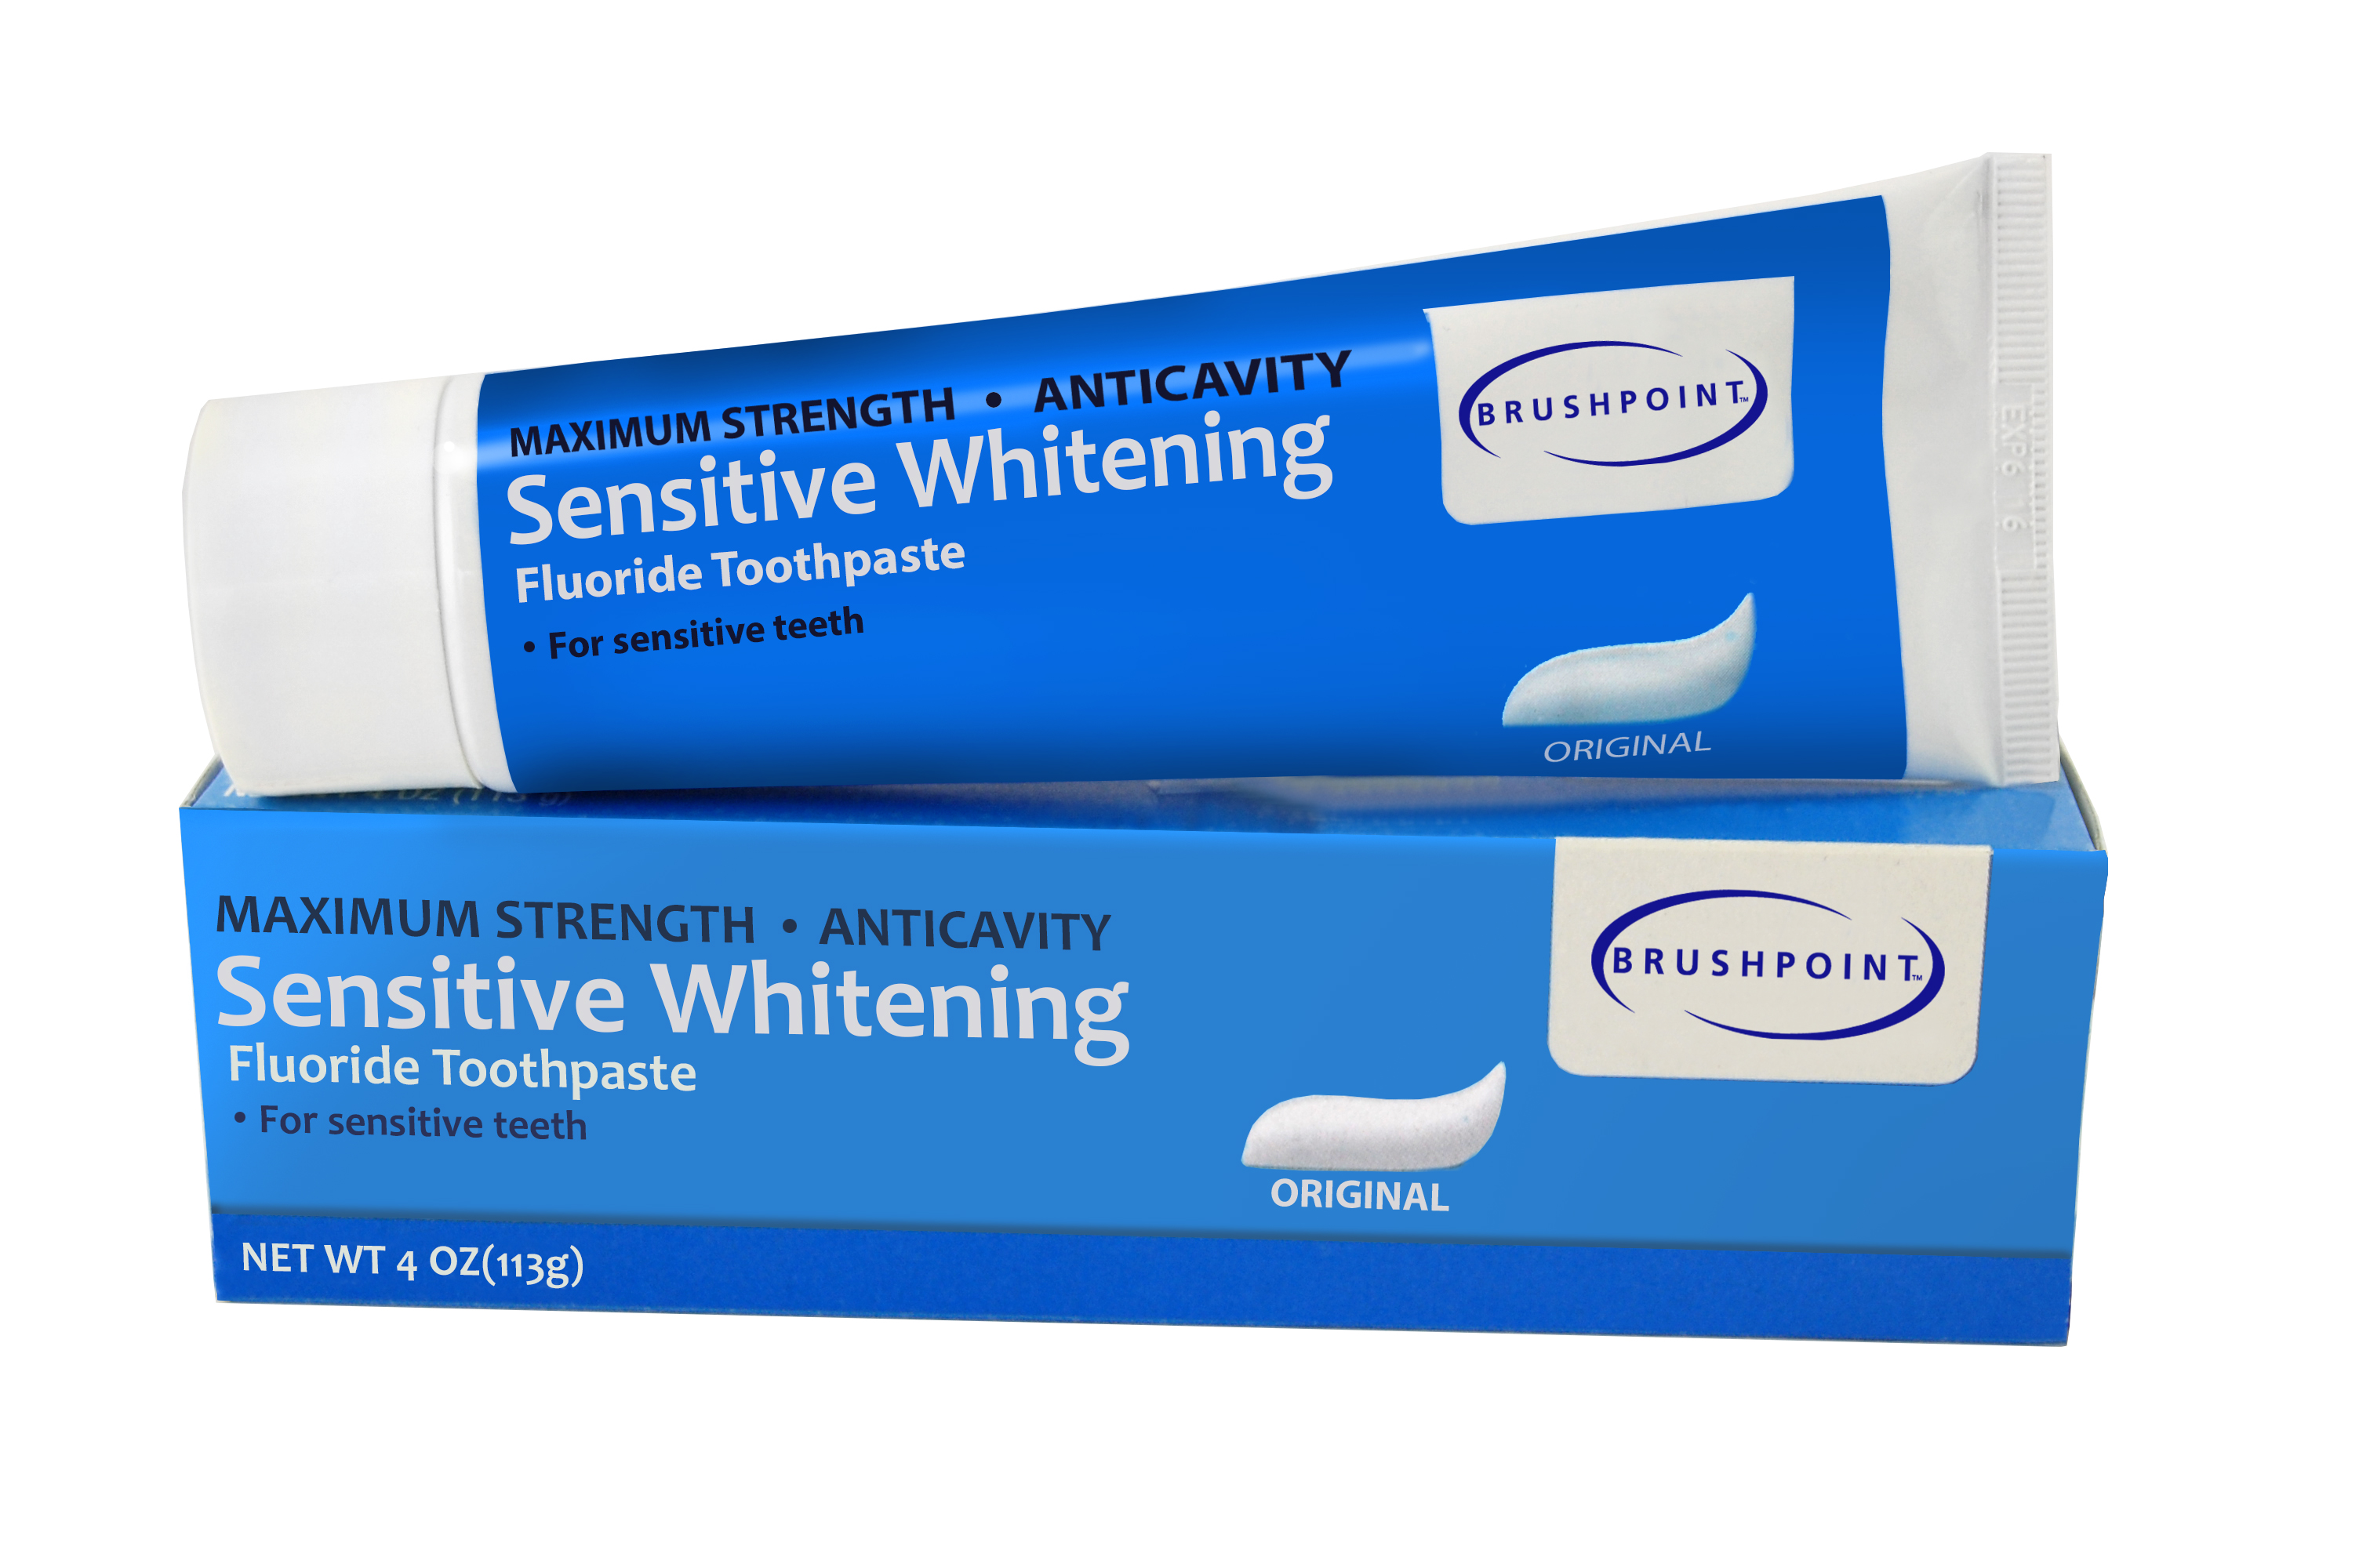 MAXIMUM STRENGTH • ANTICAVITY
Sensitive Whitening
Fluoride Toothpaste
• For sensitive teeth
BRUSHPOINT™
ORIGINAL
MAXIMUM STRENGTH • ANTICAVITY
Sensitive Whitening
Fluoride Toothpaste
• For sensitive teeth
BRUSHPOINT™
ORIGINAL
NET WT 4 OZ(113g)